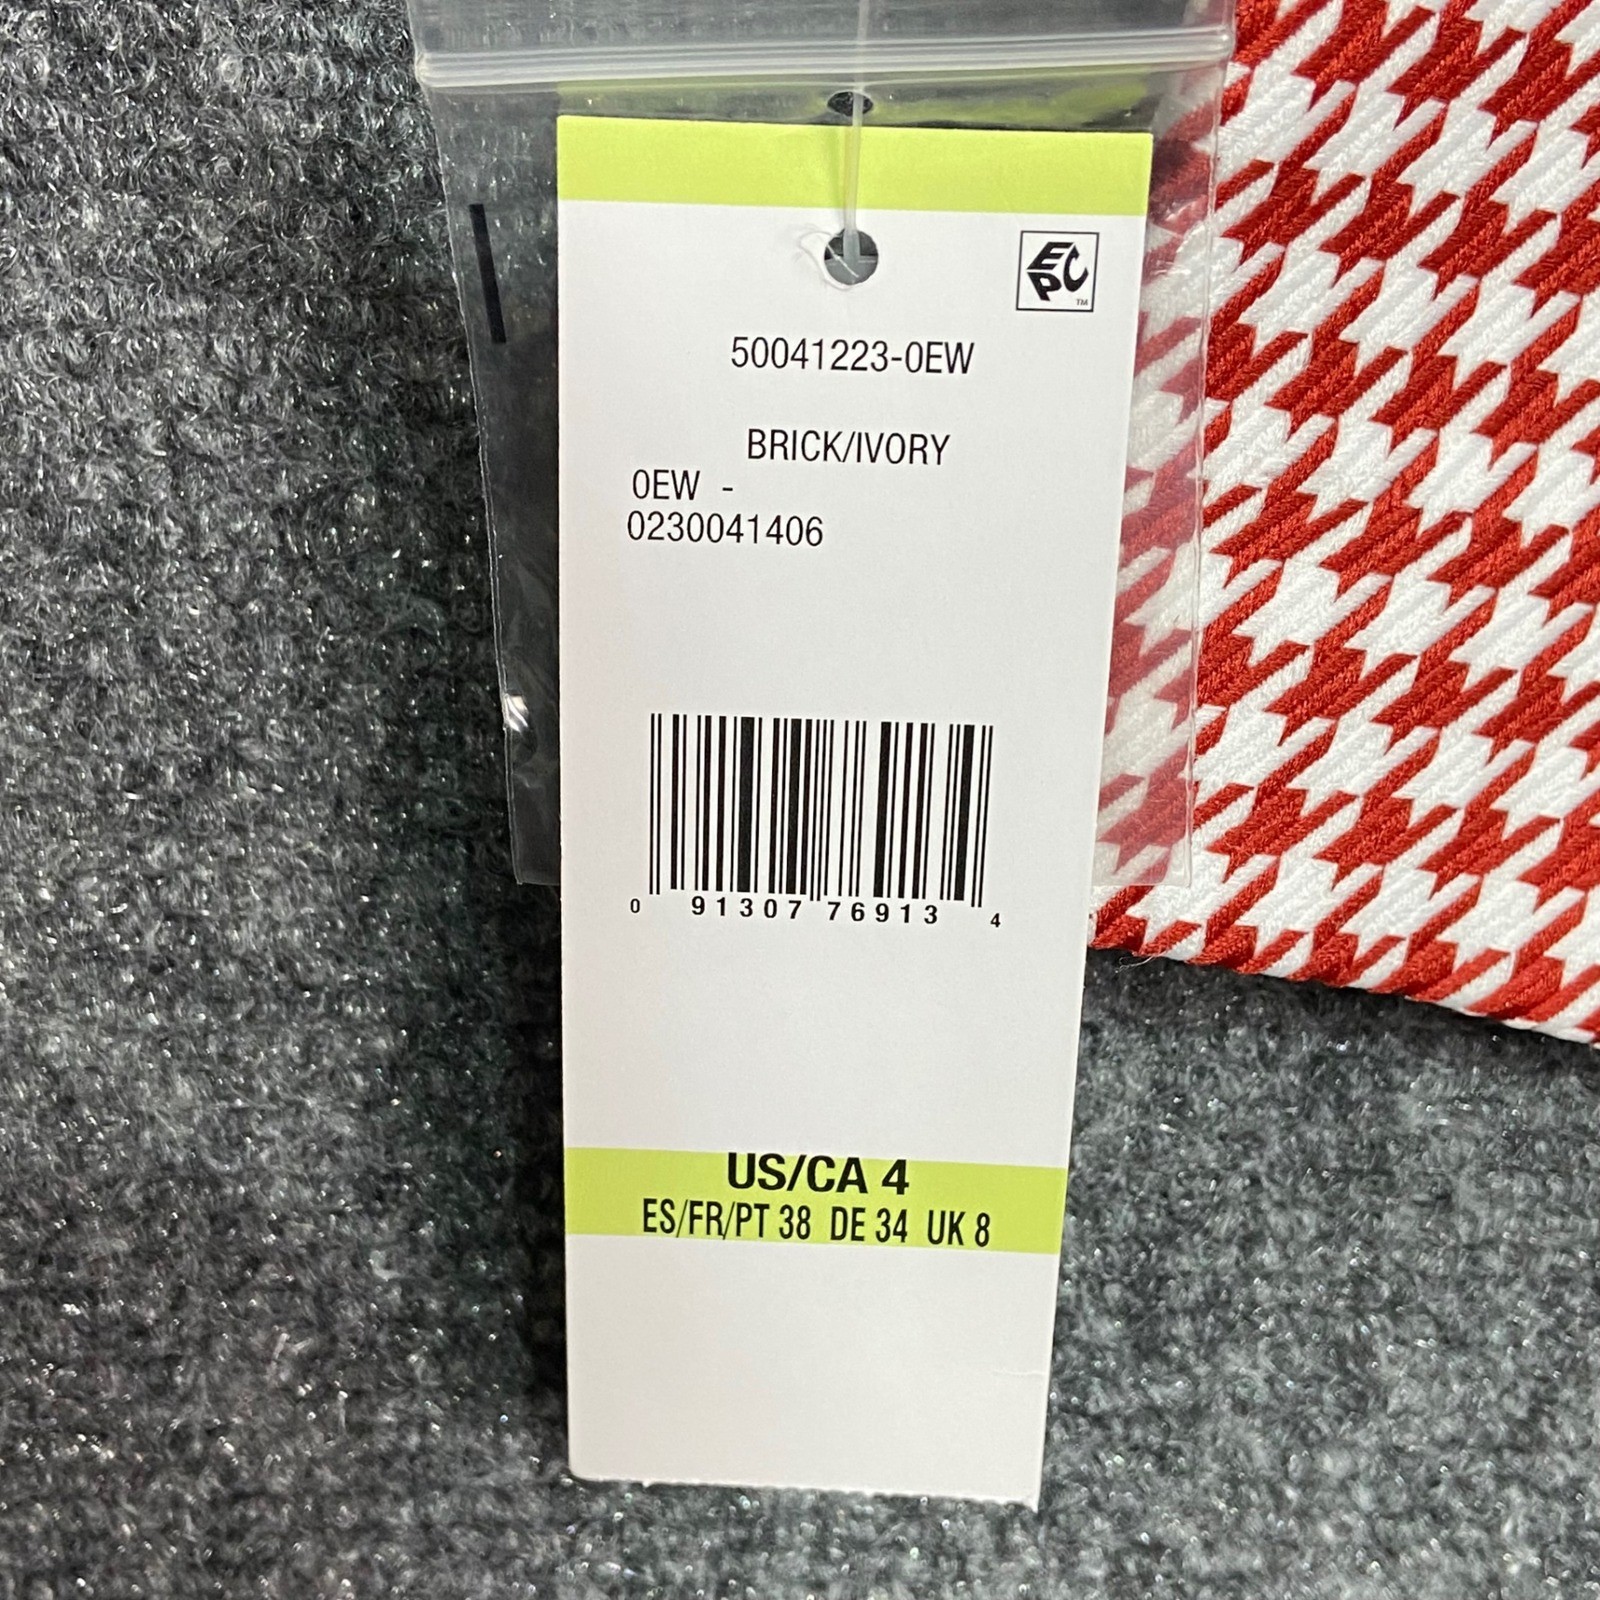 EPC
TM
50041223-0EW
BRICK/IVORY
0EW -
0230041406
0 91307 76913 4
US/CA 4
ES/FR/PT 38 DE 34 UK 8